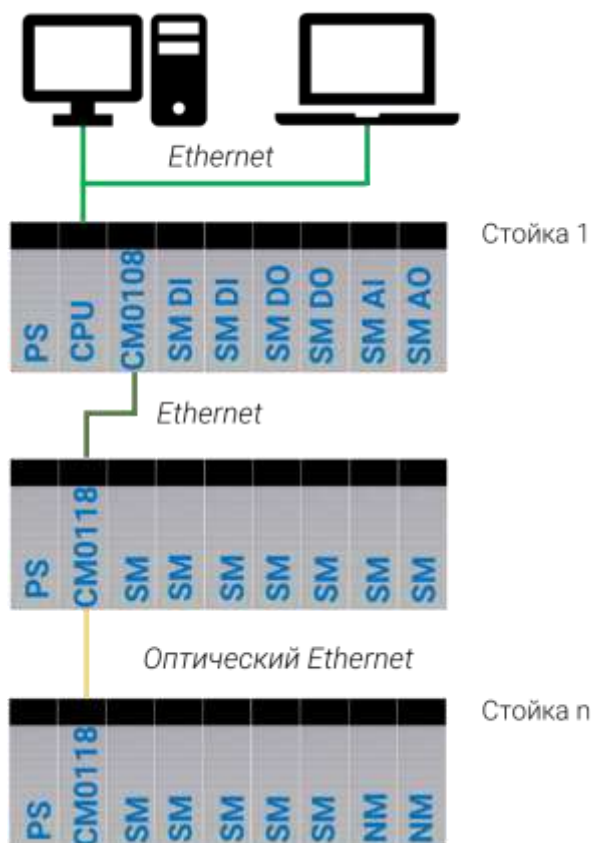 Ethernet
Стойка 1
PS CPU CM0108 SM DI SM DI SM DO SM DO SM AI SM AO
Ethernet
PS CM0118 SM SM SM SM SM SM SM
Оптический Ethernet
Стойка n
PS CM0118 SM SM SM SM SM NM NM